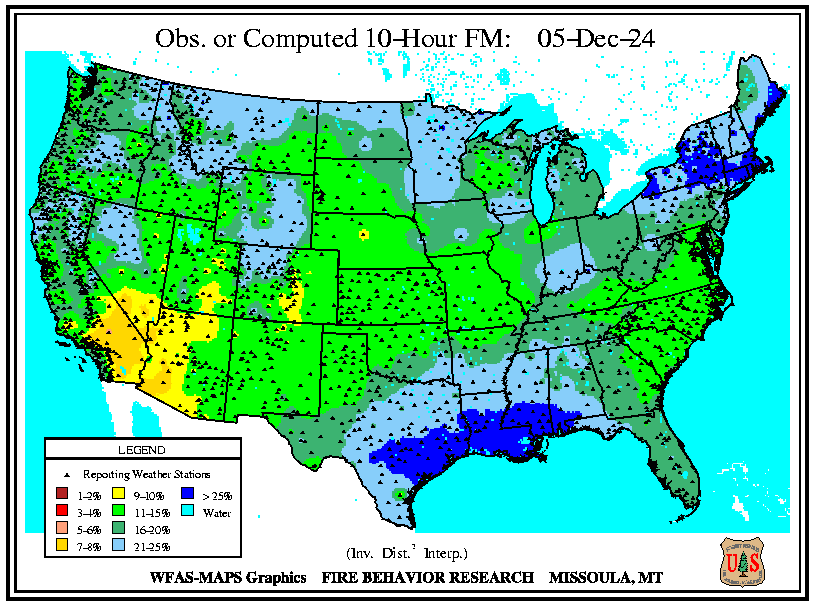 Obs. or Computed 10-Hour FM: 05-Dec-24
LEGEND
Reporting Weather Stations
1-2% 9-10% > 25%
3-4% 11-15% Water
5-6% 16-20%
7-8% 21-25%
(Inv. Dist.² Interp.)
WFAS-MAPS Graphics FIRE BEHAVIOR RESEARCH MISSOULA, MT
U S